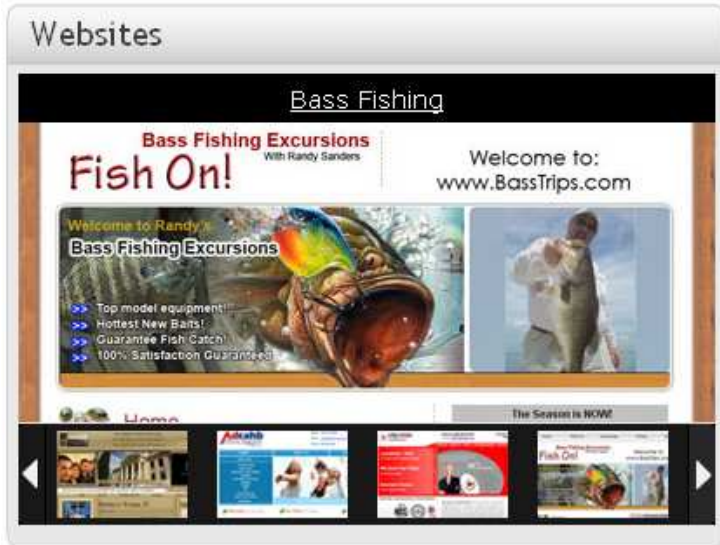 Websites
Bass Fishing
Bass Fishing Excursions
With Randy Sanders
Fish On!
Welcome to:
www.BassTrips.com
Welcome to Randy's
Bass Fishing Excursions
>> Top model equipment!
>> Hottest New Baits!
>> Guarantee Fish Catch!
>> 100% Satisfaction Guaranteed
Home
The Season is NOW!
Fish On!